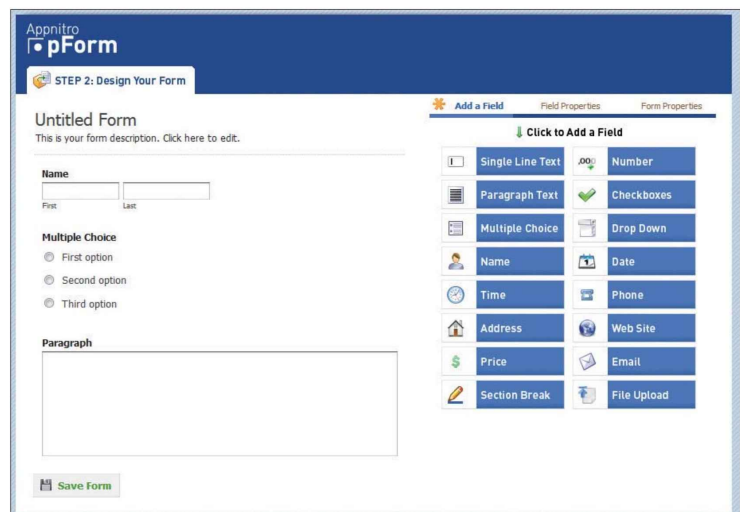 Appnitro
pForm
STEP 2: Design Your Form
Untitled Form
This is your form description. Click here to edit.
Name
First Last
Multiple Choice
First option
Second option
Third option
Paragraph
Save Form
Add a Field Field Properties Form Properties
Click to Add a Field
Single Line Text .000 Number
Paragraph Text Checkboxes
Multiple Choice Drop Down
Name 1 Date
Time Phone
Address Web Site
$ Price Email
Section Break File Upload